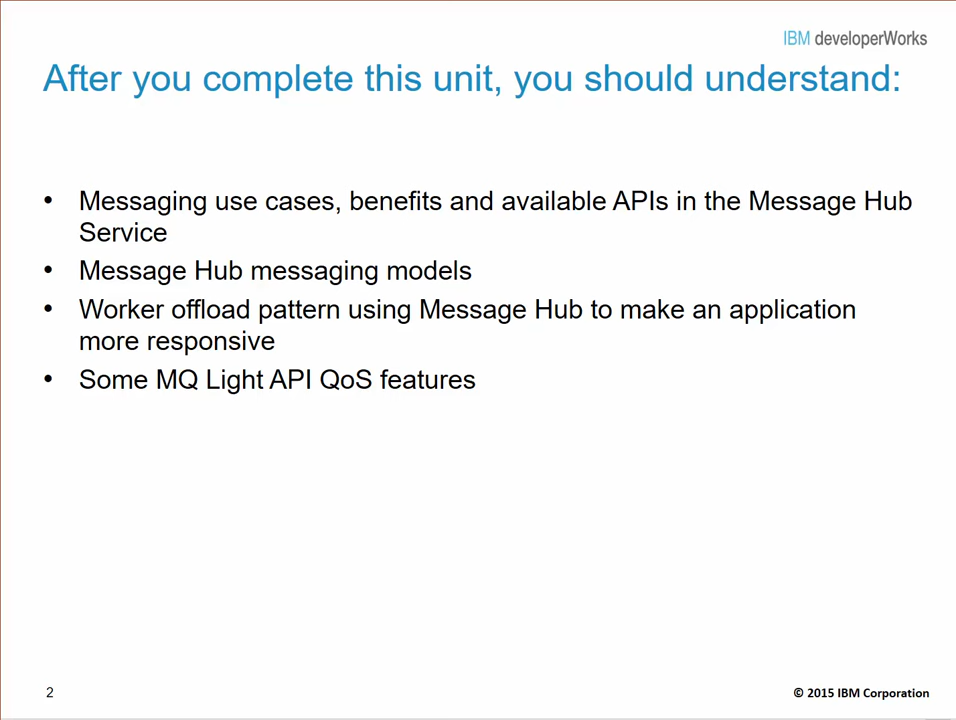 IBM developerWorks
After you complete this unit, you should understand:
• Messaging use cases, benefits and available APIs in the Message Hub
Service
• Message Hub messaging models
• Worker offload pattern using Message Hub to make an application
more responsive
• Some MQ Light API QoS features
2
© 2015 IBM Corporation